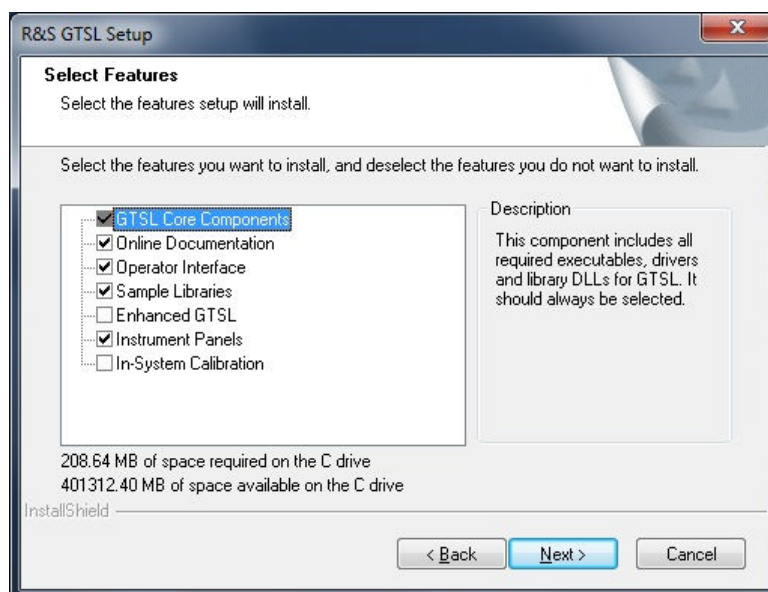 R&S GTSL Setup
Select Features
Select the features setup will install.
Select the features you want to install, and deselect the features you do not want to install.
GTSL Core Components
Online Documentation
Operator Interface
Sample Libraries
Enhanced GTSL
Instrument Panels
In-System Calibration
Description
This component includes all
required executables, drivers
and library DLLs for GTSL. It
should always be selected.
208.64 MB of space required on the C drive
401312.40 MB of space available on the C drive
InstallShield
< Back
Next >
Cancel